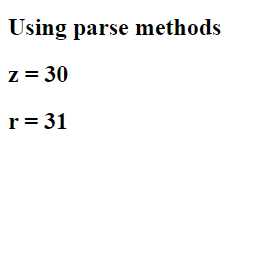 Using parse methods
z = 30
r = 31